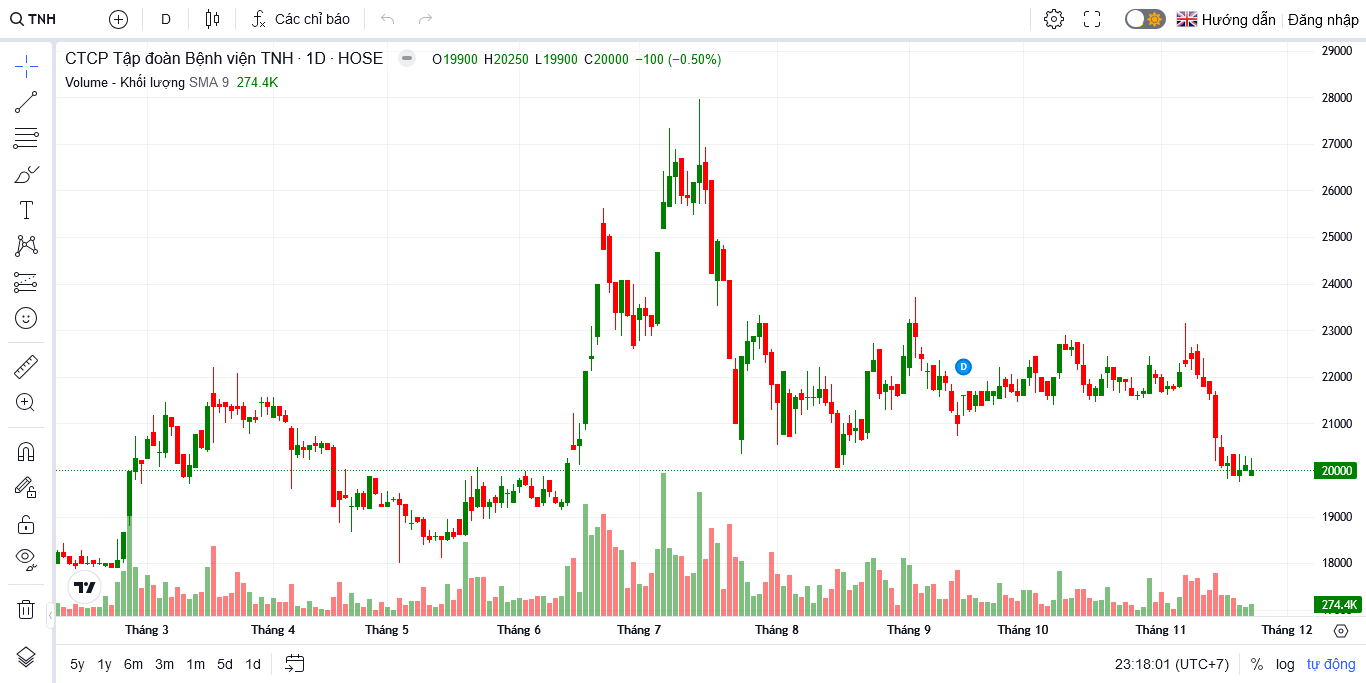 TNH D Các chỉ báo Hướng dẫn Đăng nhập
CTCP Tập đoàn Bệnh viện TNH · 1D · HOSE O19900 H20250 L19900 C20000 −100 (−0.50%)
Volume - Khối lượng SMA 9 274.4K
29000
28000
27000
26000
25000
24000
23000
22000
21000
20000
19000
18000
274.4K
D
Tháng 3 Tháng 4 Tháng 5 Tháng 6 Tháng 7 Tháng 8 Tháng 9 Tháng 10 Tháng 11 Tháng 12
5y 1y 6m 3m 1m 5d 1d 23:18:01 (UTC+7) % log tự động